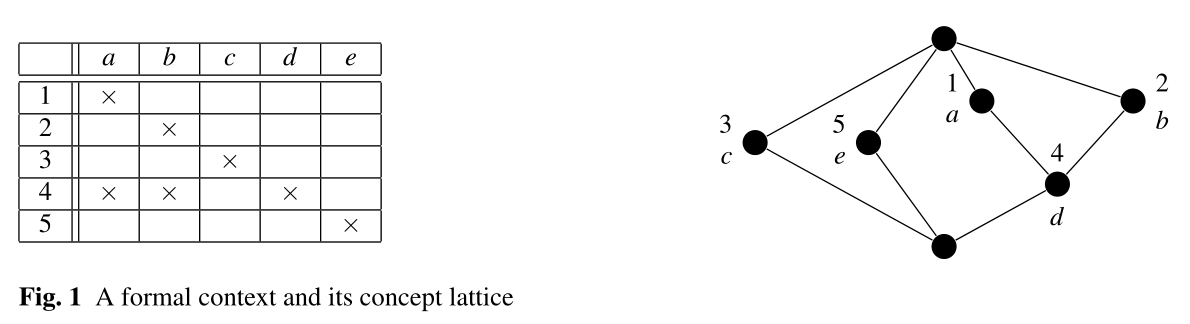 a b c d e
1 ×
2 ×
3 ×
4 × × ×
5 ×
1
a
2
b
3
c
5
e
4
d
Fig. 1 A formal context and its concept lattice